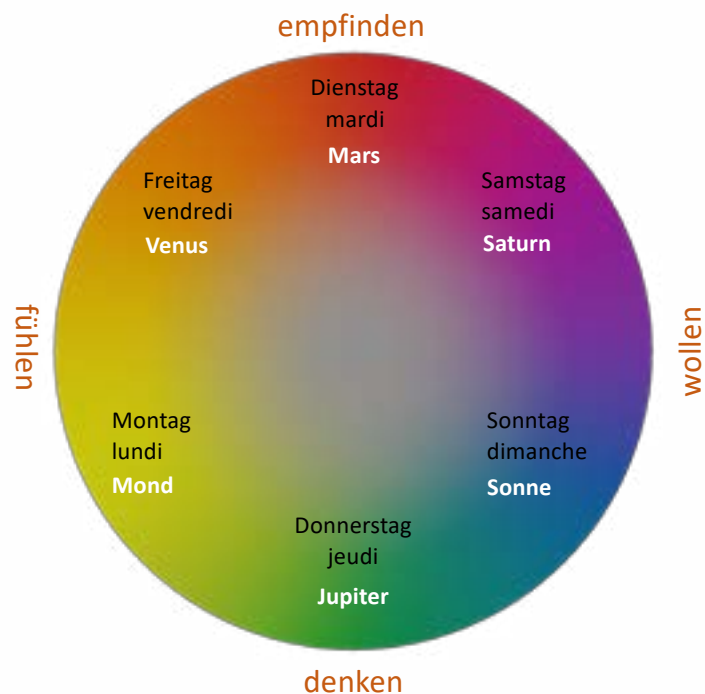 empfinden
Dienstag
mardi
Mars
Freitag
vendredi
Venus
Samstag
samedi
Saturn
fühlen
wollen
Montag
lundi
Mond
Sonntag
dimanche
Sonne
Donnerstag
jeudi
Jupiter
denken